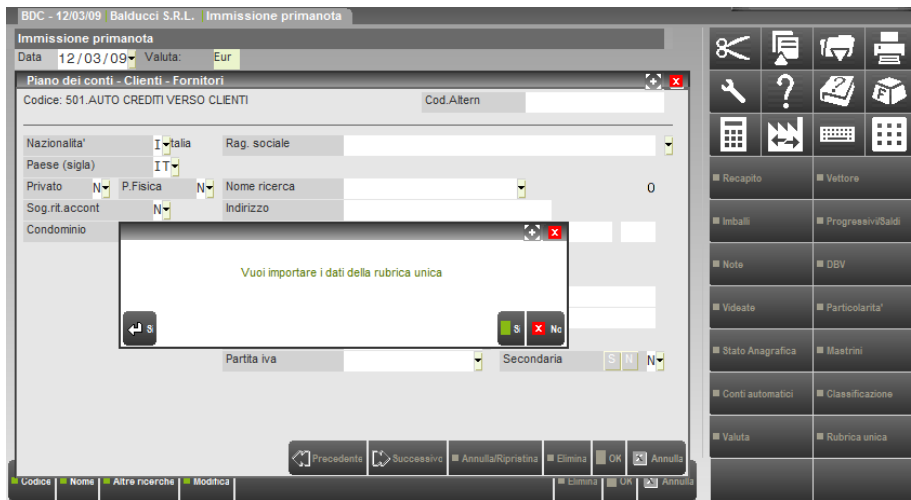 BDC - 12/03/09 Balducci S.R.L. Immissione primanota
Immissione primanota
Data 12/03/09 Valuta: Eur
Piano dei conti - Clienti - Fornitori
Codice: 501.AUTO CREDITI VERSO CLIENTI Cod.Altern
Nazionalita' I Italia Rag. sociale
Paese (sigla) IT
Privato N P.Fisica N Nome ricerca 0
Sog.rit.accont N Indirizzo
Condominio
Vuoi importare i dati della rubrica unica
Si Si No
Partita iva Secondaria S N N
Precedente Successivo Annulla/Ripristina Elimina OK Annulla
Codice Nome Altre ricerche Modifica Elimina OK Annulla
Recapito Vettore
Imballi Progressivi/Saldi
Note DBV
Videate Particolarita'
Stato Anagrafica Mastrini
Conti automatici Classificazione
Valuta Rubrica unica